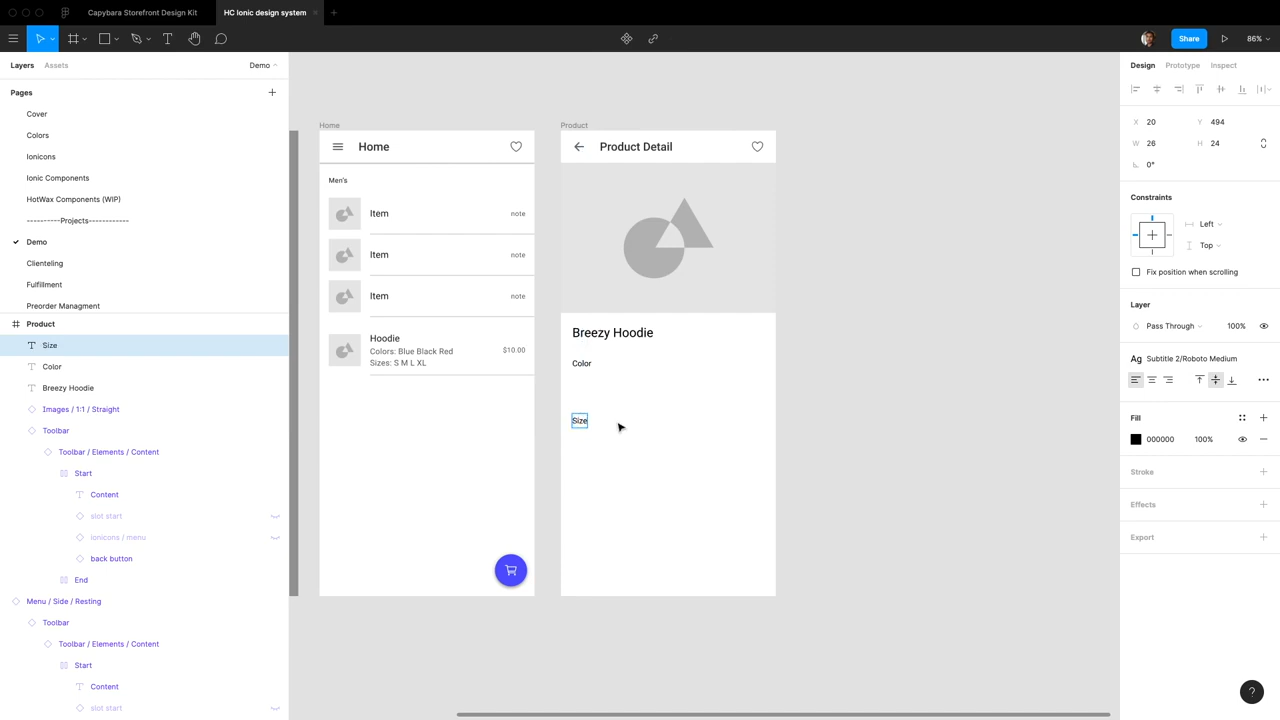 Capybara Storefront Design Kit
HC Ionic design system
Share
86%
Layers
Assets
Demo
Pages
Cover
Colors
Ionicons
Ionic Components
HotWax Components (WIP)
----------Projects------------
Demo
Clienteling
Fulfillment
Preorder Managment
Product
Size
Color
Breezy Hoodie
Images / 1:1 / Straight
Toolbar
Toolbar / Elements / Content
Start
Content
slot start
ionicons / menu
back button
End
Menu / Side / Resting
Toolbar
Toolbar / Elements / Content
Start
Content
slot start
Home
Home
Men's
Item
note
Item
note
Item
note
Hoodie
Colors: Blue Black Red
Sizes: S M L XL
$10.00
Product
Product Detail
Breezy Hoodie
Color
Size
Design
Prototype
Inspect
X 20
Y 494
W 26
H 24
0°
Constraints
Left
Top
Fix position when scrolling
Layer
Pass Through
100%
Ag Subtitle 2/Roboto Medium
Fill
000000
100%
Stroke
Effects
Export
?